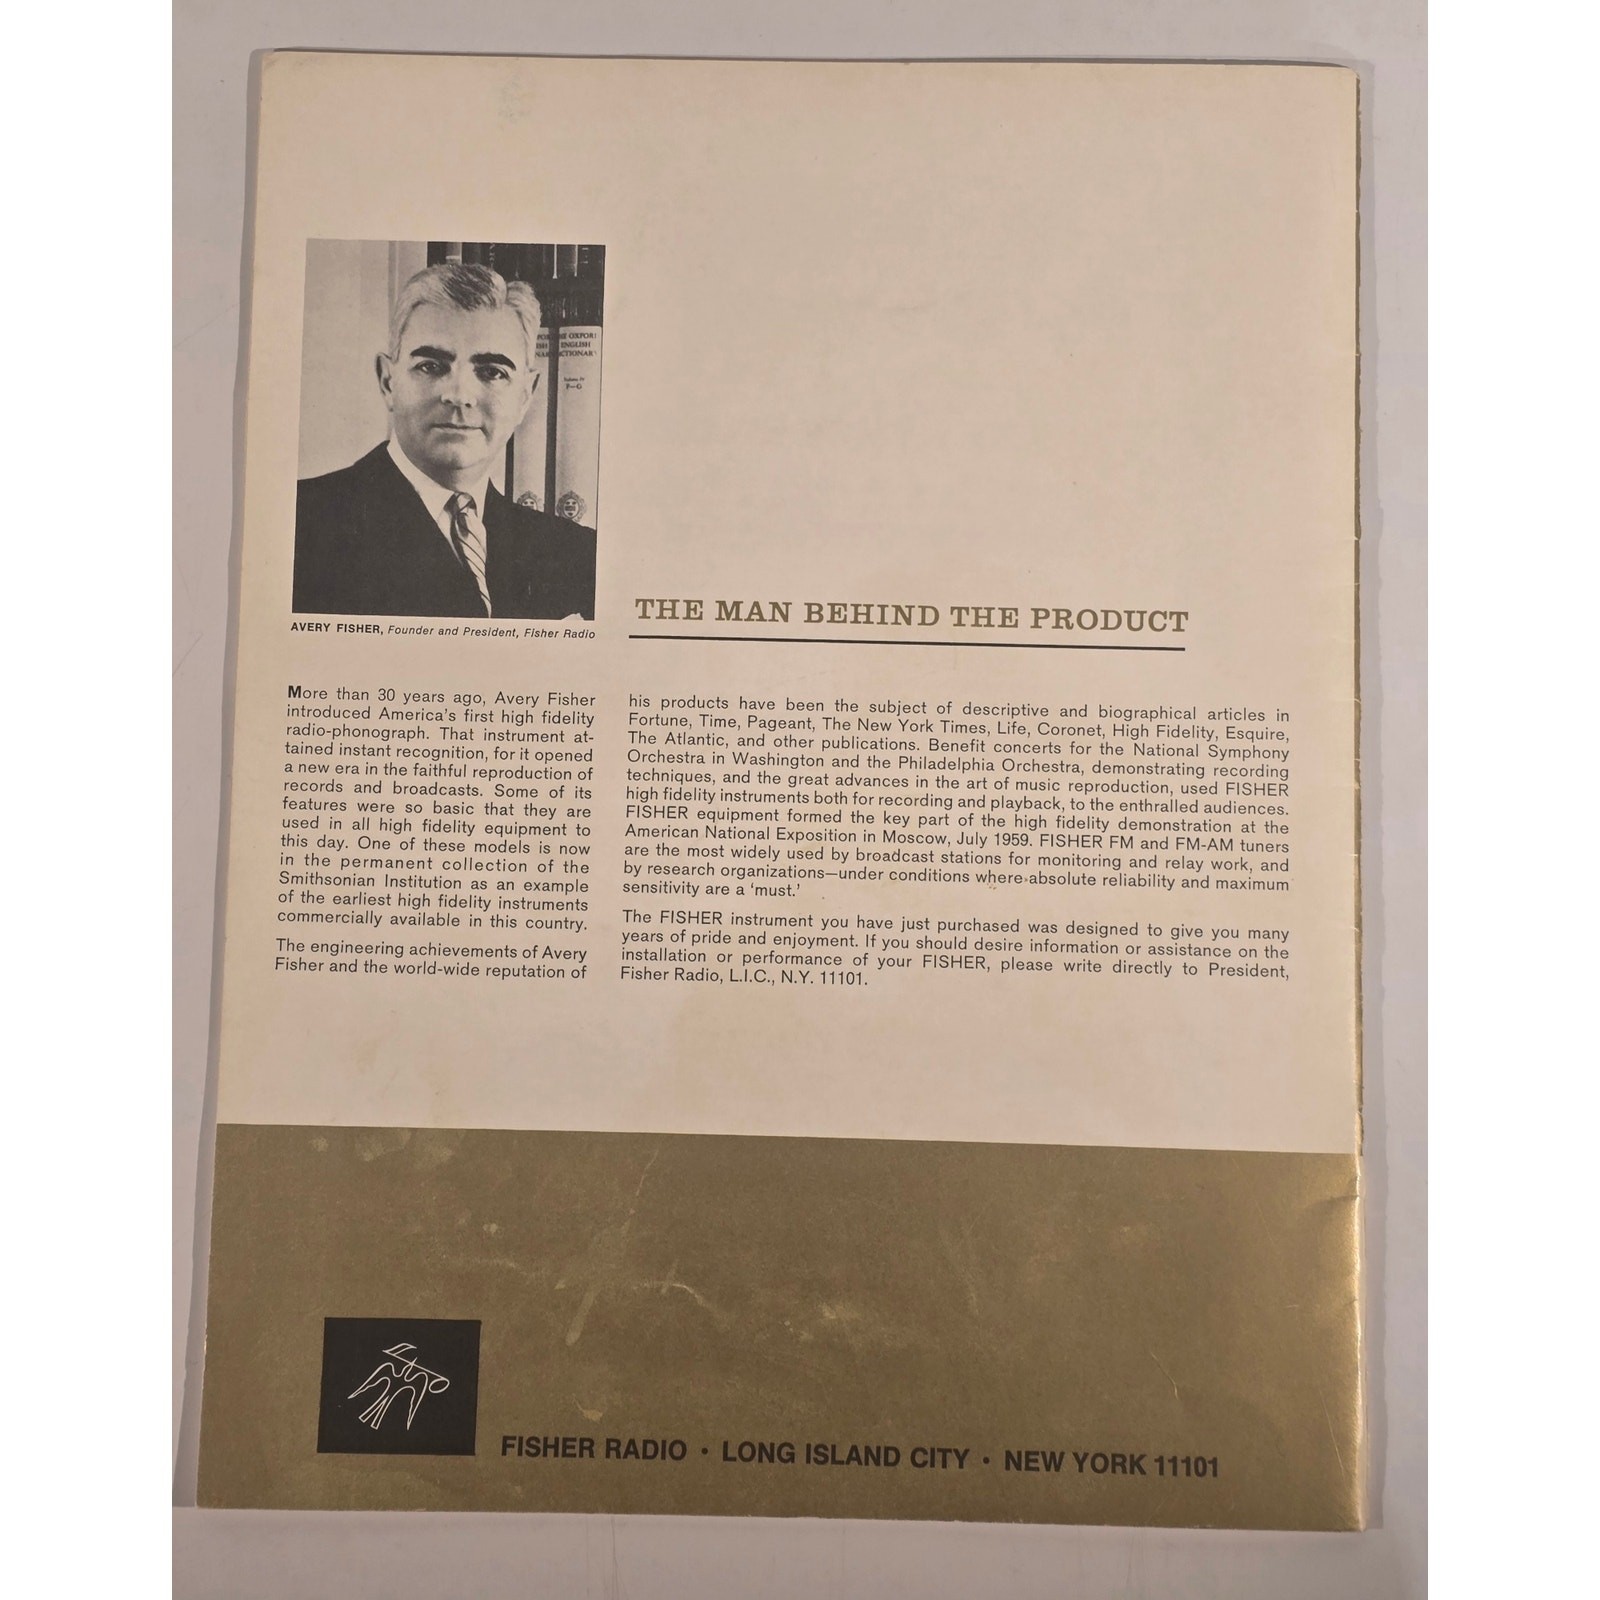 POR THE OXFOR
ISH ENGLISH
NAR CTIONAR
Volume IV
F—G
AVERY FISHER, Founder and President, Fisher Radio
THE MAN BEHIND THE PRODUCT
More than 30 years ago, Avery Fisher
introduced America's first high fidelity
radio-phonograph. That instrument at-
tained instant recognition, for it opened
a new era in the faithful reproduction of
records and broadcasts. Some of its
features were so basic that they are
used in all high fidelity equipment to
this day. One of these models is now
in the permanent collection of the
Smithsonian Institution as an example
of the earliest high fidelity instruments
commercially available in this country.
The engineering achievements of Avery
Fisher and the world-wide reputation of
his products have been the subject of descriptive and biographical articles in
Fortune, Time, Pageant, The New York Times, Life, Coronet, High Fidelity, Esquire,
The Atlantic, and other publications. Benefit concerts for the National Symphony
Orchestra in Washington and the Philadelphia Orchestra, demonstrating recording
techniques, and the great advances in the art of music reproduction, used FISHER
high fidelity instruments both for recording and playback, to the enthralled audiences.
FISHER equipment formed the key part of the high fidelity demonstration at the
American National Exposition in Moscow, July 1959. FISHER FM and FM-AM tuners
are the most widely used by broadcast stations for monitoring and relay work, and
by research organizations—under conditions where absolute reliability and maximum
sensitivity are a 'must.'
The FISHER instrument you have just purchased was designed to give you many
years of pride and enjoyment. If you should desire information or assistance on the
installation or performance of your FISHER, please write directly to President,
Fisher Radio, L.I.C., N.Y. 11101.
FISHER RADIO • LONG ISLAND CITY • NEW YORK 11101